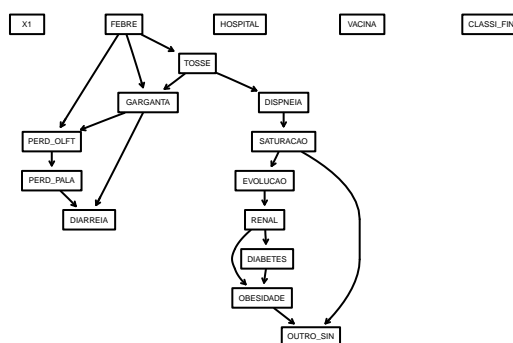 X1 FEBRE HOSPITAL VACINA CLASSI_FIN
TOSSE
GARGANTA DISPNEIA
PERD_OLFT SATURACAO
PERD_PALA EVOLUCAO
DIARREIA RENAL
DIABETES
OBESIDADE
OUTRO_SIN